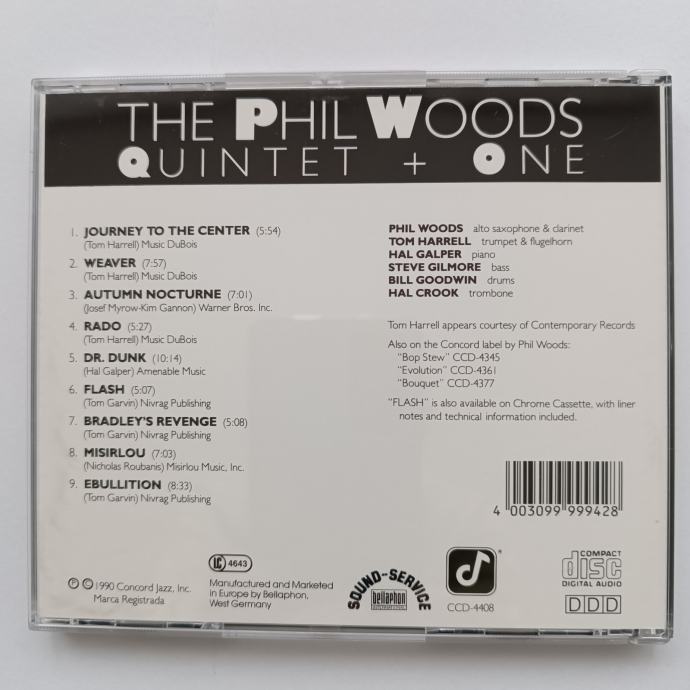 THE PHIL WOODS
QUINTET + ONE
1. JOURNEY TO THE CENTER (5:54)
(Tom Harrell) Music DuBois
2. WEAVER (7:57)
(Tom Harrell) Music DuBois
3. AUTUMN NOCTURNE (7:01)
(Josef Myrow-Kim Gannon) Warner Bros. Inc.
4. RADO (5:27)
(Tom Harrell) Music DuBois
5. DR. DUNK (10:14)
(Hal Galper) Amenable Music
6. FLASH (5:07)
(Tom Garvin) Nivrag Publishing
7. BRADLEY'S REVENGE (5:08)
(Tom Garvin) Nivrag Publishing
8. MISIRLOU (7:03)
(Nicholas Roubanis) Misirlou Music, Inc.
9. EBULLITION (8:33)
(Tom Garvin) Nivrag Publishing
PHIL WOODS alto saxophone & clarinet
TOM HARRELL trumpet & flugelhorn
HAL GALPER piano
STEVE GILMORE bass
BILL GOODWIN drums
HAL CROOK trombone
Tom Harrell appears courtesy of Contemporary Records
Also on the Concord label by Phil Woods:
"Bop Stew" CCD-4345
"Evolution" CCD-4361
"Bouquet" CCD-4377
"FLASH" is also available on Chrome Cassette, with liner
notes and technical information included.
4 003099 999428
Ⓟ © 1990 Concord Jazz, Inc.
Marca Registrada
LC 4643
Manufactured and Marketed
in Europe by Bellaphon,
West Germany
SOUND-SERVICE
bellaphon
INTERNATIONAL
CCD-4408
COMPACT
disc
DIGITAL AUDIO
DDD